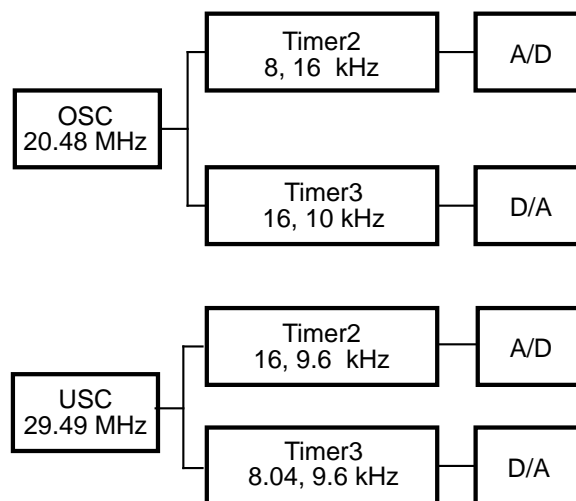 Timer2
8, 16 kHz
A/D
OSC
20.48 MHz
Timer3
16, 10 kHz
D/A
Timer2
16, 9.6 kHz
A/D
USC
29.49 MHz
Timer3
8.04, 9.6 kHz
D/A